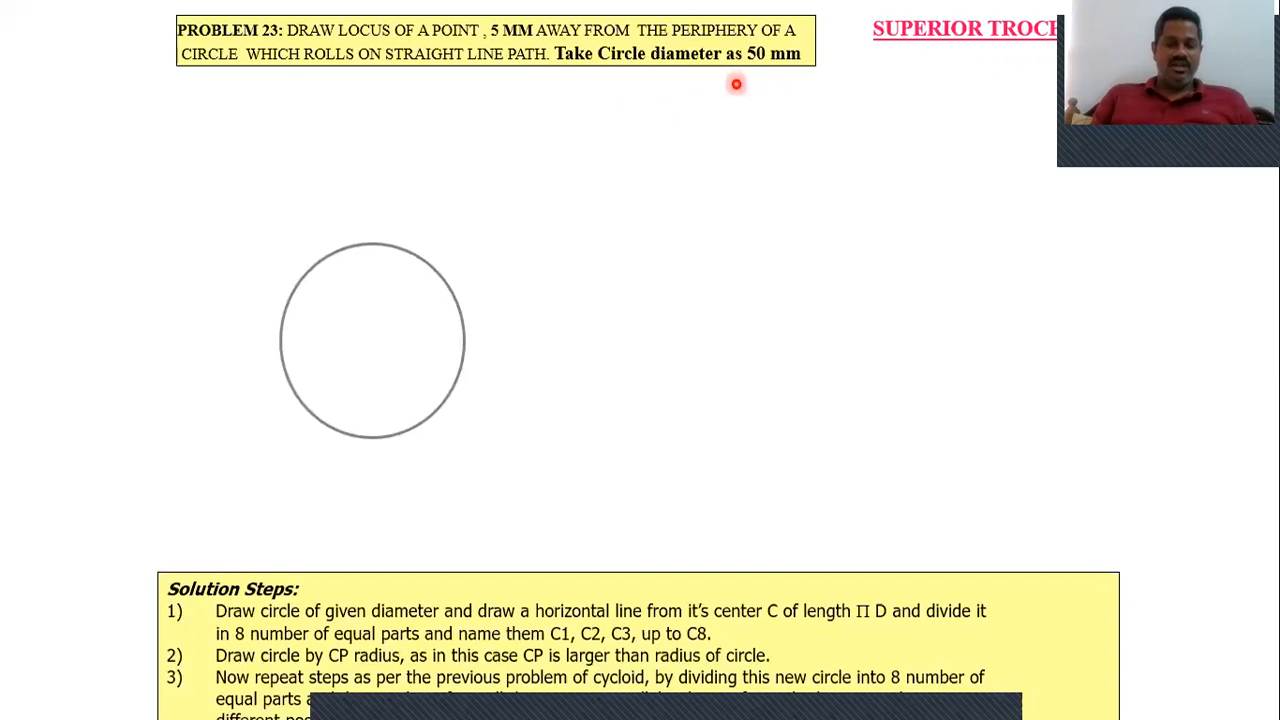 PROBLEM 23: DRAW LOCUS OF A POINT , 5 MM AWAY FROM THE PERIPHERY OF A
CIRCLE WHICH ROLLS ON STRAIGHT LINE PATH. Take Circle diameter as 50 mm
SUPERIOR TROCH
Solution Steps:
1) Draw circle of given diameter and draw a horizontal line from it's center C of length Π D and divide it
in 8 number of equal parts and name them C1, C2, C3, up to C8.
2) Draw circle by CP radius, as in this case CP is larger than radius of circle.
3) Now repeat steps as per the previous problem of cycloid, by dividing this new circle into 8 number of
equal parts
different